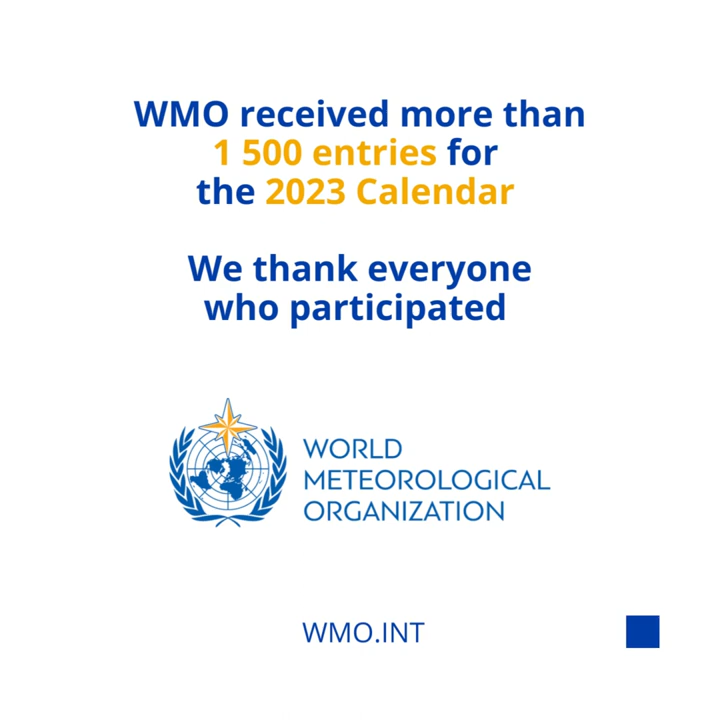 WMO received more than
1 500 entries for
the 2023 Calendar
We thank everyone
who participated
WORLD
METEOROLOGICAL
ORGANIZATION
WMO.INT